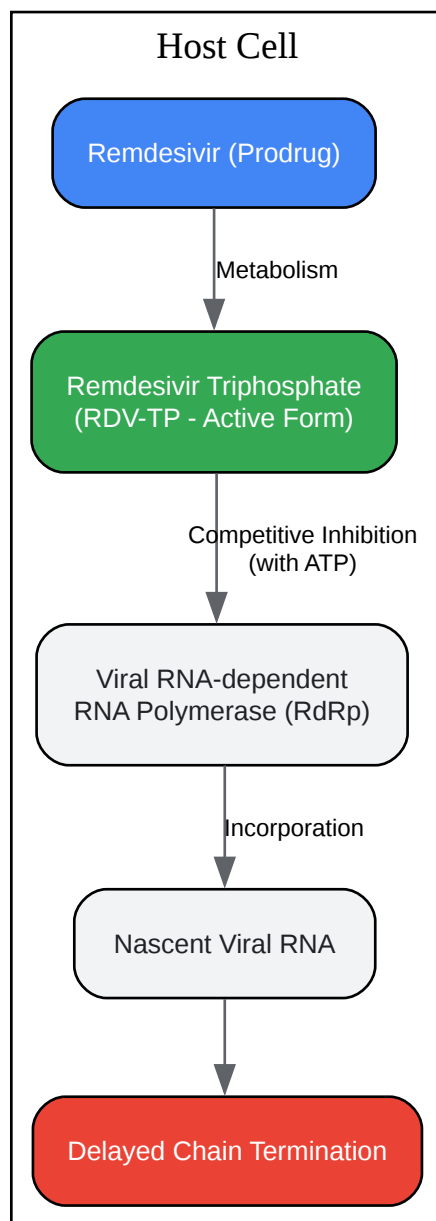 Host Cell
Remdesivir (Prodrug)
Metabolism
Remdesivir Triphosphate
(RDV-TP - Active Form)
Competitive Inhibition
(with ATP)
Viral RNA-dependent
RNA Polymerase (RdRp)
Incorporation
Nascent Viral RNA
Delayed Chain Termination